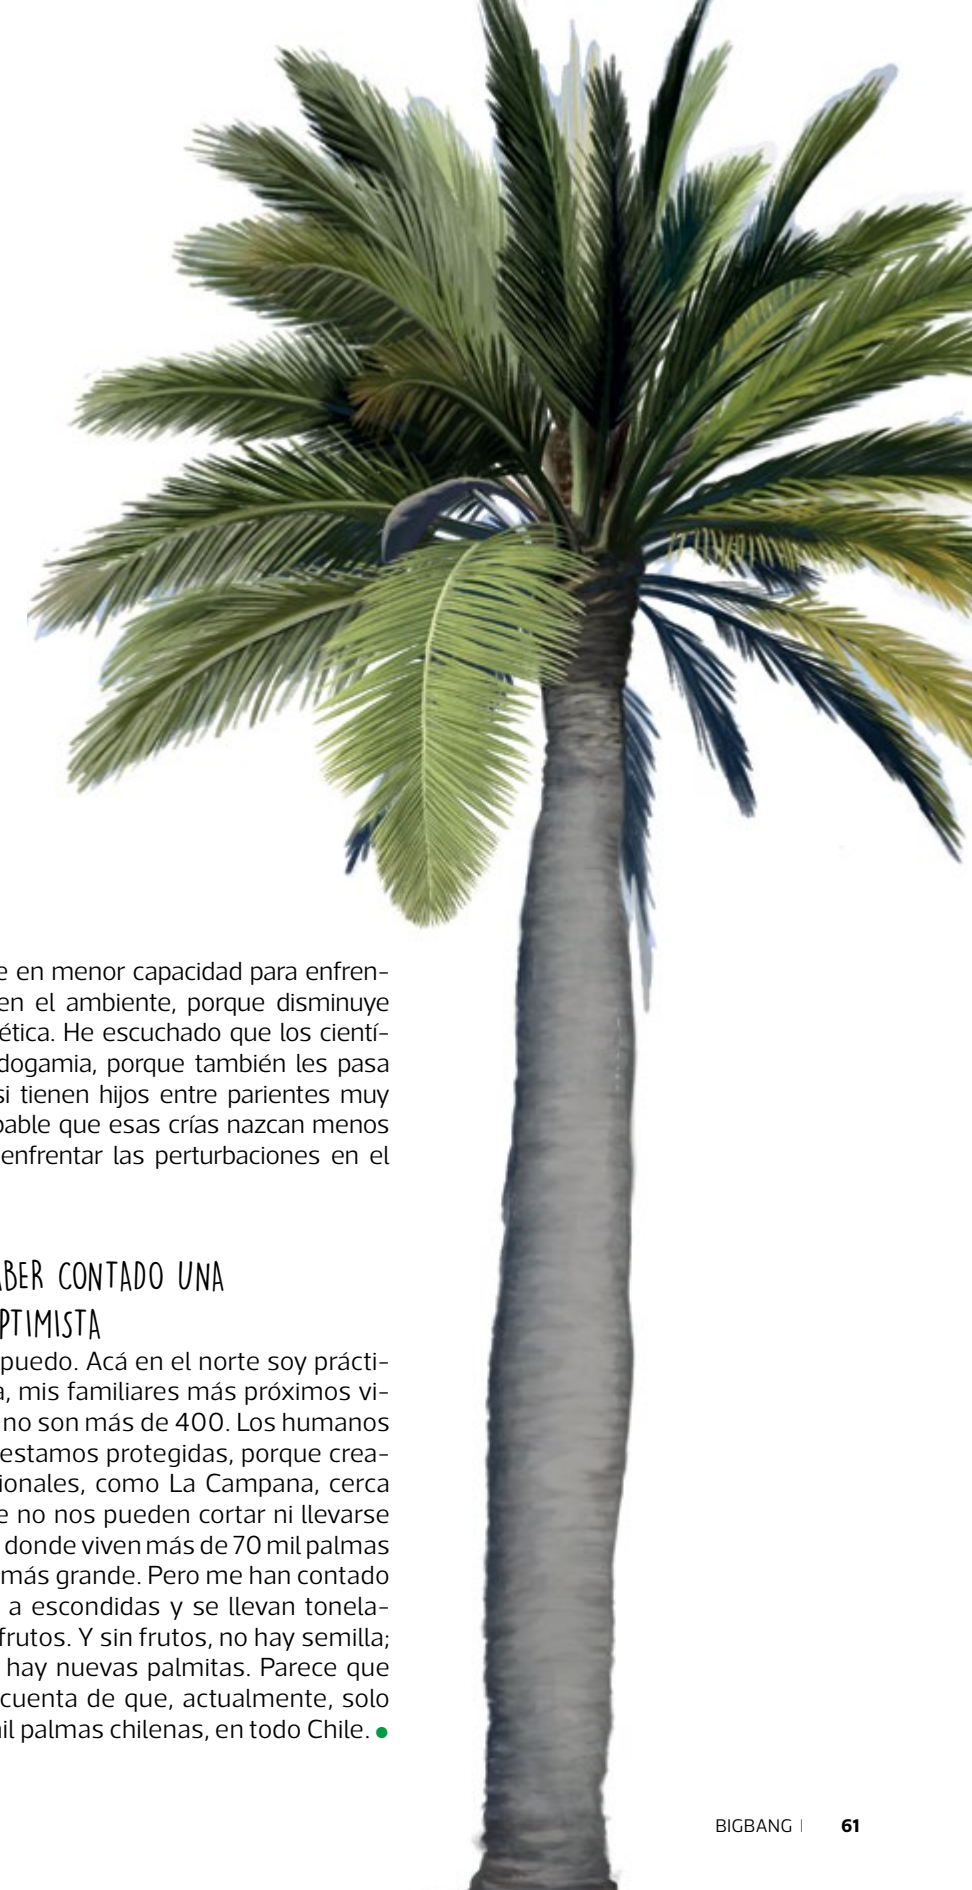 e en menor capacidad para enfren-
en el ambiente, porque disminuye
ética. He escuchado que los cientí-
dogamia, porque también les pasa
si tienen hijos entre parientes muy
bable que esas crías nazcan menos
enfrentar las perturbaciones en el
ABER CONTADO UNA
PTIMISTA
puedo. Acá en el norte soy prácti-
a, mis familiares más próximos vi-
no son más de 400. Los humanos
estamos protegidas, porque crea-
ionales, como La Campana, cerca
e no nos pueden cortar ni llevarse
donde viven más de 70 mil palmas
más grande. Pero me han contado
a escondidas y se llevan tonela-
frutos. Y sin frutos, no hay semilla;
hay nuevas palmitas. Parece que
cuenta de que, actualmente, solo
il palmas chilenas, en todo Chile.
BIGBANG | 61